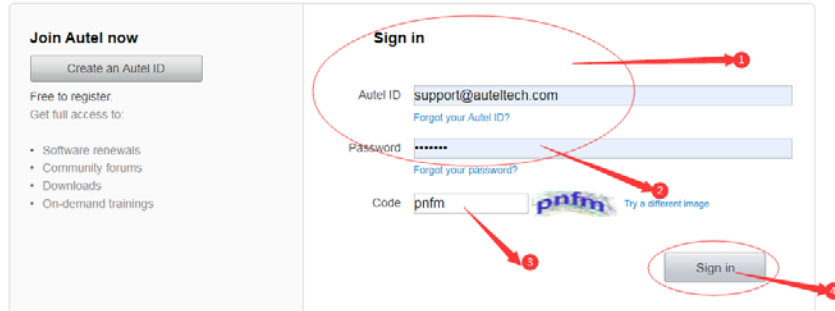 Join Autel now
Create an Autel ID
Free to register.
Get full access to:
• Software renewals
• Community forums
• Downloads
• On-demand trainings
Sign in
1
Autel ID support@auteltech.com
Forgot your Autel ID?
Password •••••••
Forgot your password?
2
Code pnfm pnfm Try a different image
3
Sign in
4